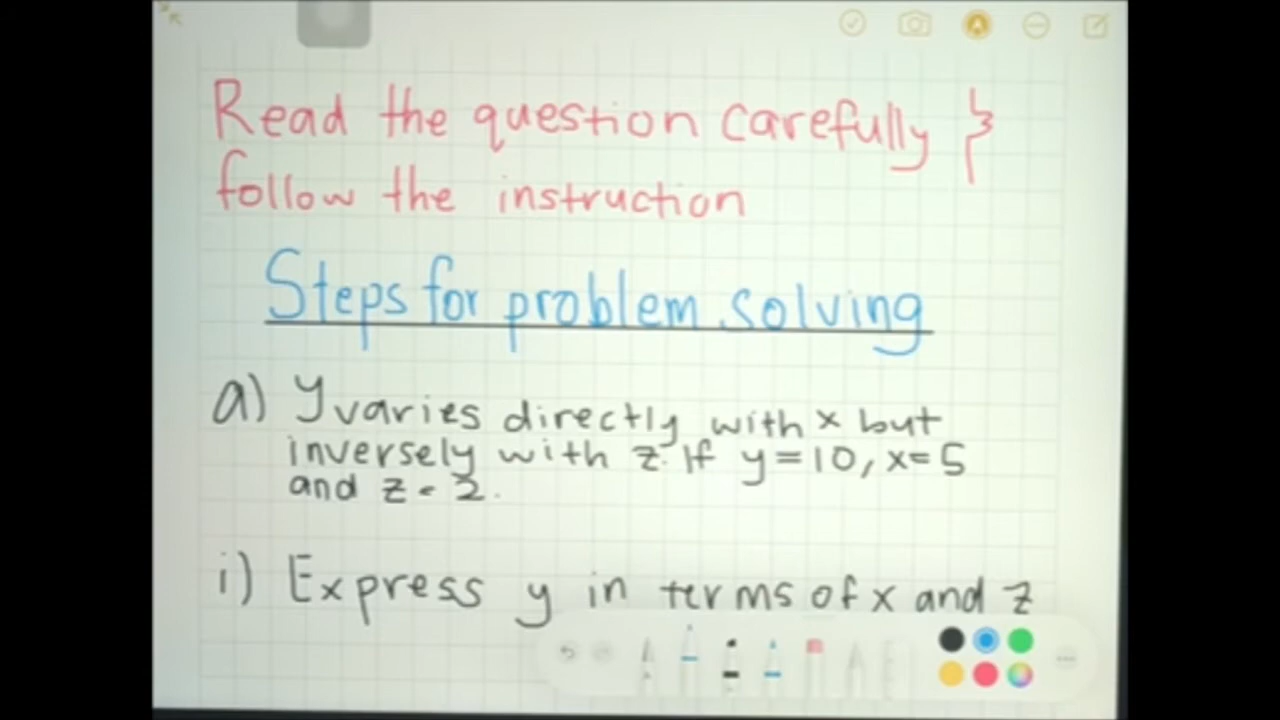 Read the question carefully }
follow the instruction
Steps for problem solving
a) y varies directly with x but
inversely with z. If y=10, x=5
and z = 2.
i) Express y in terms of x and z